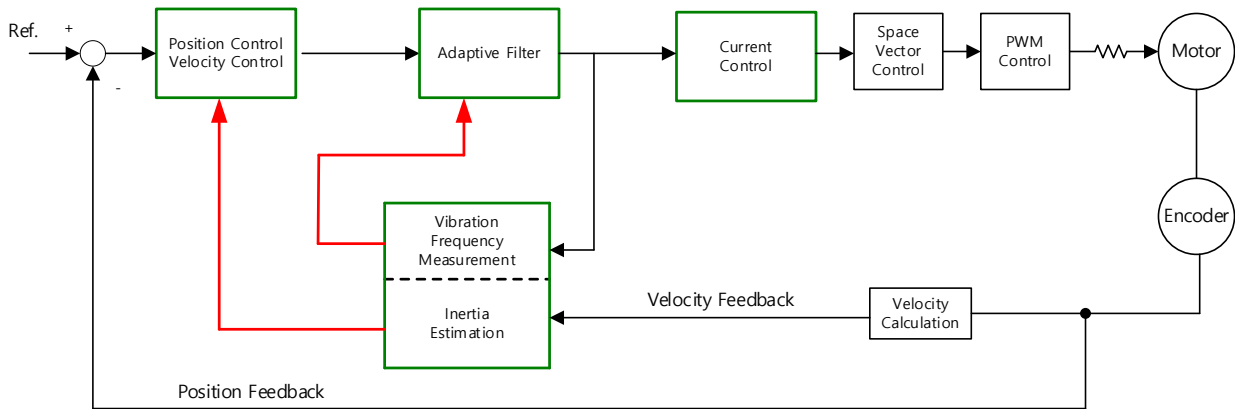 Ref.
+
-
Position Control
Velocity Control
Adaptive Filter
Current
Control
Space
Vector
Control
PWM
Control
Motor
Encoder
Vibration
Frequency
Measurement
Inertia
Estimation
Velocity Feedback
Velocity
Calculation
Position Feedback